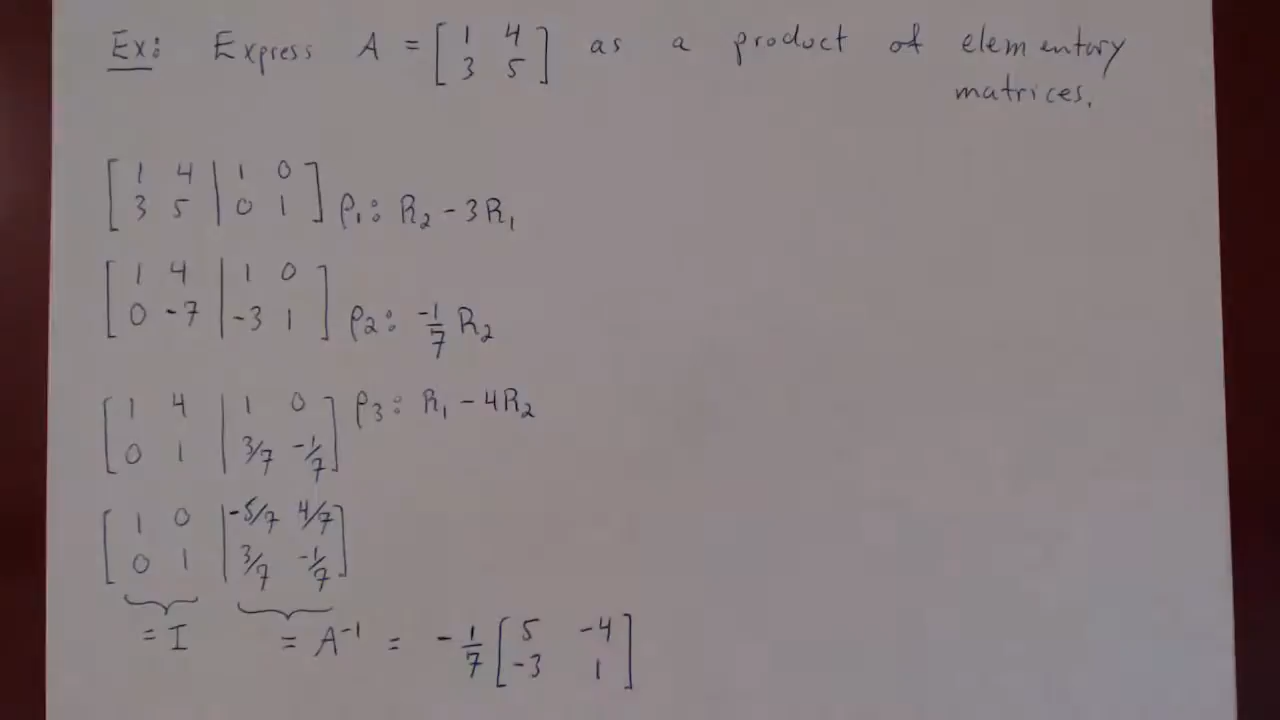 Ex: Express A = [ 1 4 ; 3 5 ] as a product of elementary
matrices.
[ 1 4 | 1 0 ]
[ 3 5 | 0 1 ] ρ₁: R₂ - 3R₁
[ 1 4 | 1 0 ]
[ 0 -7 | -3 1 ] ρ₂: -1/7 R₂
[ 1 4 | 1 0 ] ρ₃: R₁ - 4R₂
[ 0 1 | 3/7 -1/7 ]
[ 1 0 | -5/7 4/7 ]
[ 0 1 | 3/7 -1/7 ]
= I = A⁻¹ = -1/7 [ 5 -4 ; -3 1 ]